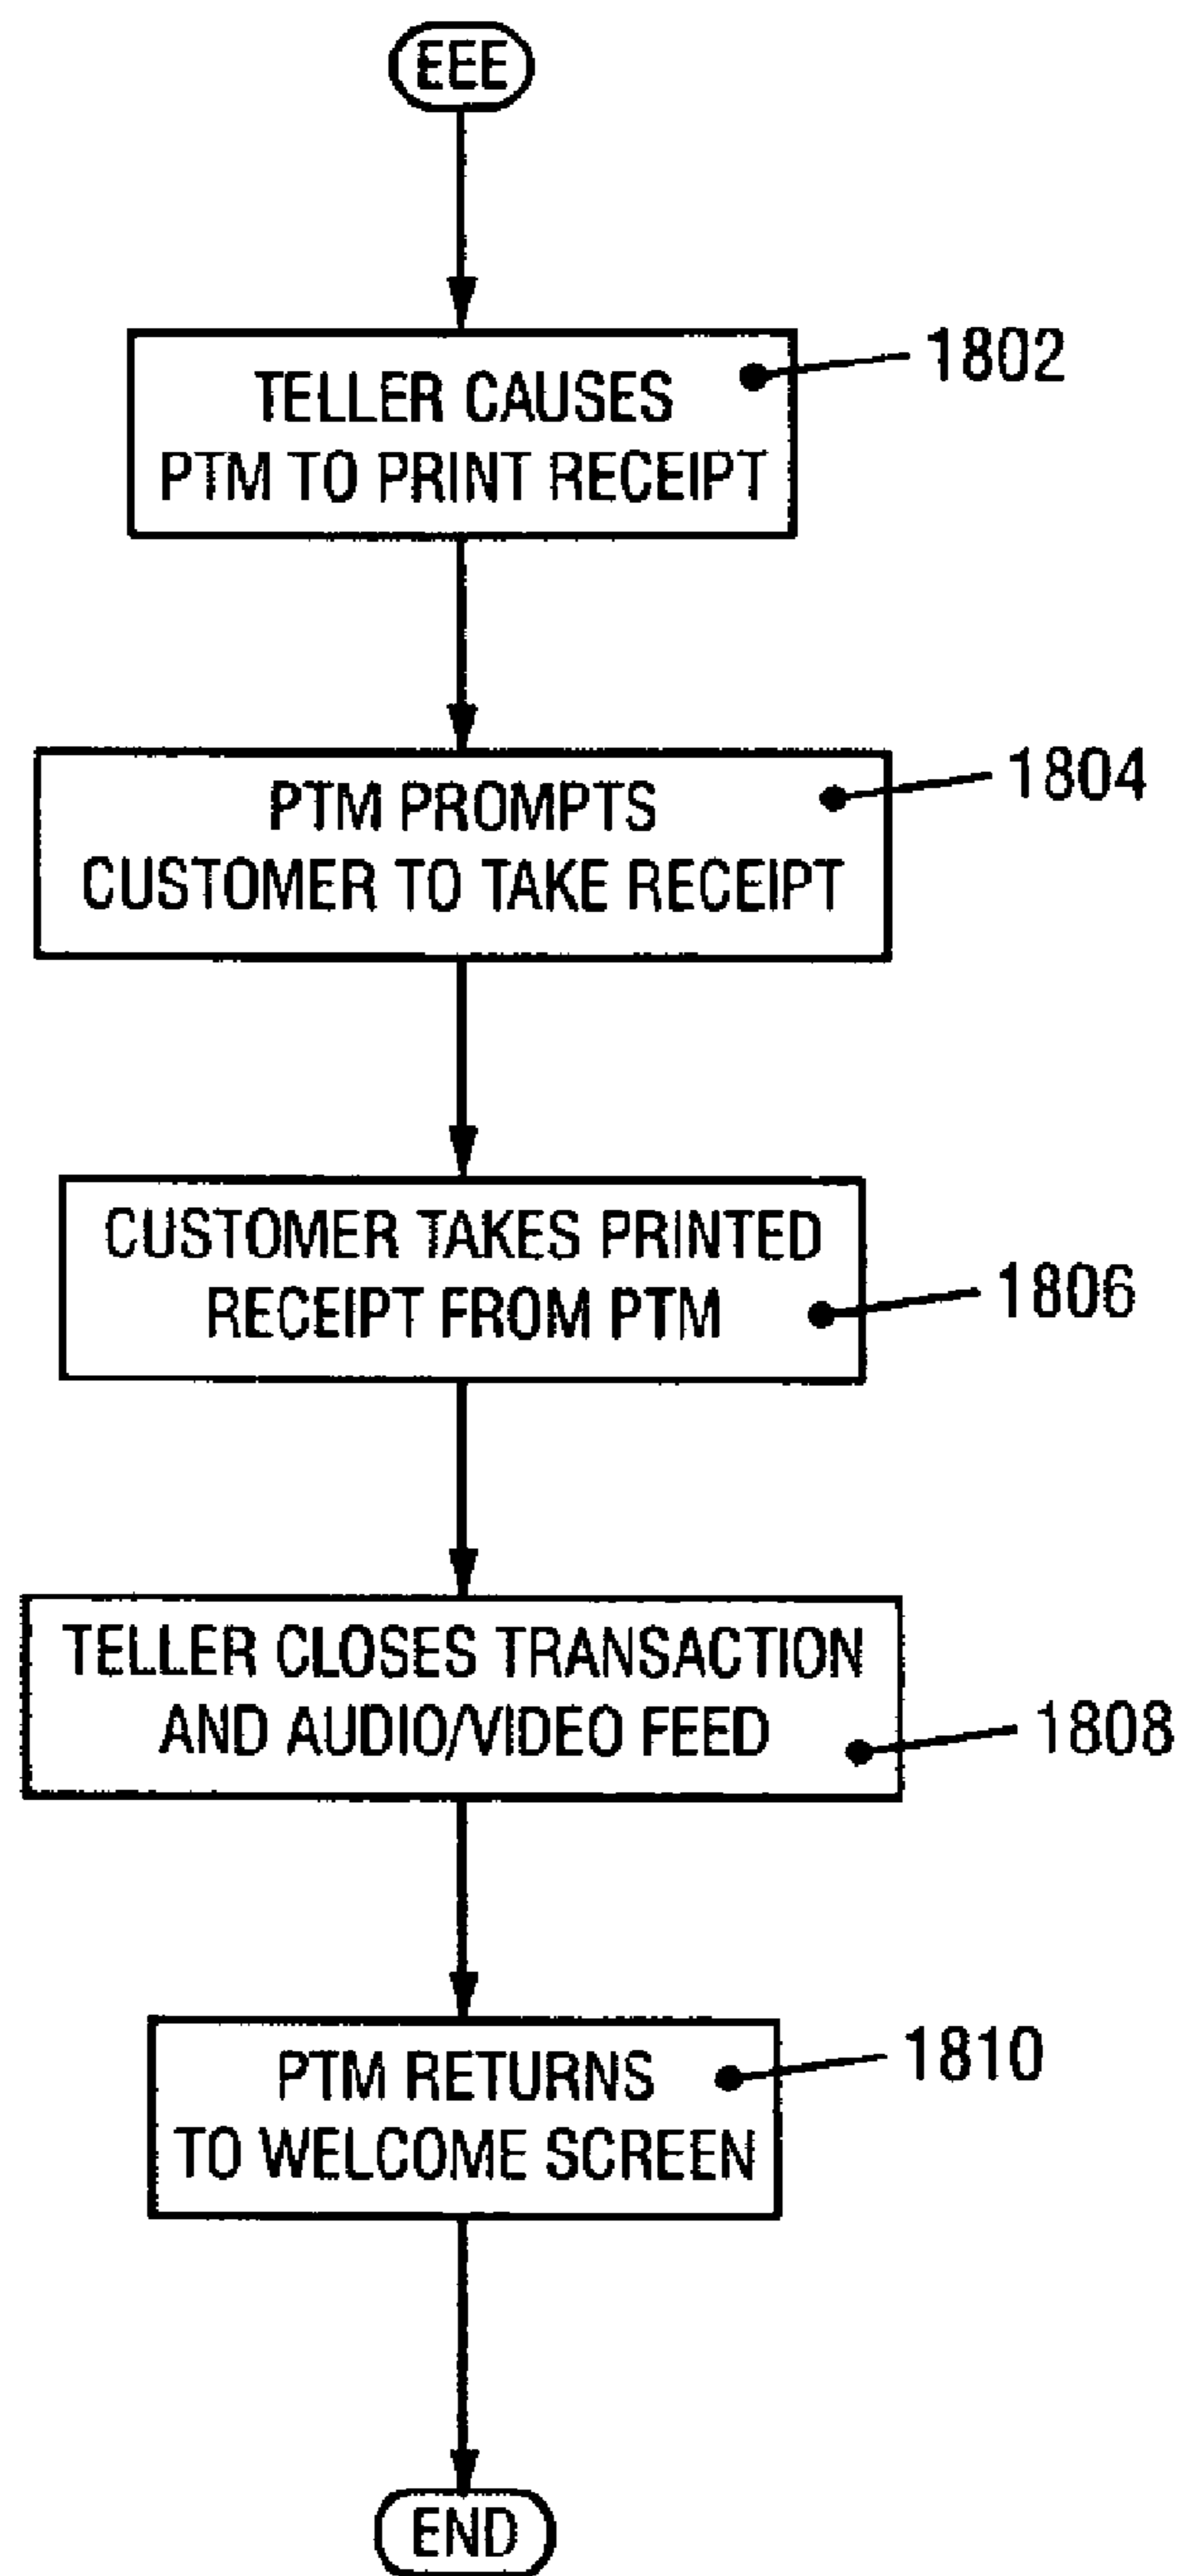 EEE
TELLER CAUSES
PTM TO PRINT RECEIPT
1802
PTM PROMPTS
CUSTOMER TO TAKE RECEIPT
1804
CUSTOMER TAKES PRINTED
RECEIPT FROM PTM
1806
TELLER CLOSES TRANSACTION
AND AUDIO/VIDEO FEED
1808
PTM RETURNS
TO WELCOME SCREEN
1810
END